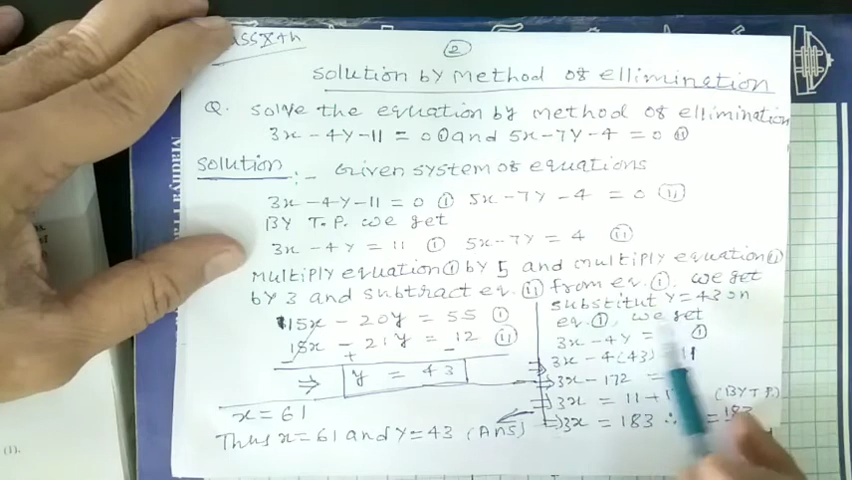 ass Xth
2
Solution by Method of ellimination
Q. Solve the equation by method of ellimination
3x - 4y - 11 = 0 (i) and 5x - 7y - 4 = 0 (ii)
Solution :- Given system of equations
3x - 4y - 11 = 0 (i) 5x - 7y - 4 = 0 (ii)
BY T.P. we get
3x - 4y = 11 (i) 5x - 7y = 4 (ii)
Multiply equation (i) by 5 and multiply equation (ii)
by 3 and subtract eq. (ii) from eq. (i). we get
15x - 20y = 55 (i)
15x - 21y = 12 (ii)
- + -
⇒ y = 43
substitut y = 43 on
eq. (i), we get
3x - 4y = (i)
3x - 4(43) 11
⇒ 3x - 172 =
⇒ 3x = 11 + 1 (BY T.P.)
⇒ 3x = 183 ∴ = 183
x = 61
Thus x = 61 and y = 43 (Ans)
(1).